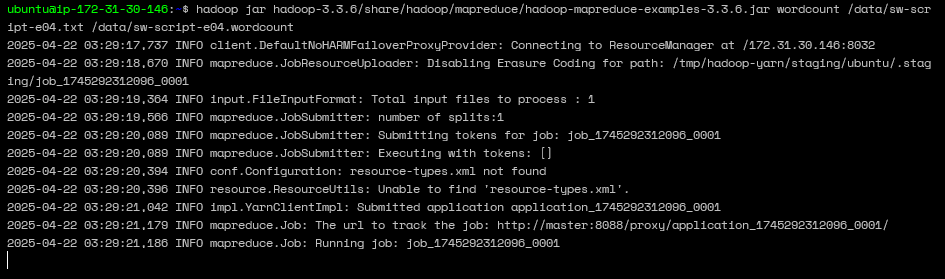 ubuntu@ip-172-31-30-146:~$ hadoop jar hadoop-3.3.6/share/hadoop/mapreduce/hadoop-mapreduce-examples-3.3.6.jar wordcount /data/sw-scr
ipt-e04.txt /data/sw-script-e04.wordcount
2025-04-22 03:29:17,737 INFO client.DefaultNoHARMFailoverProxyProvider: Connecting to ResourceManager at /172.31.30.146:8032
2025-04-22 03:29:18,670 INFO mapreduce.JobResourceUploader: Disabling Erasure Coding for path: /tmp/hadoop-yarn/staging/ubuntu/.stag
ing/job_1745292312096_0001
2025-04-22 03:29:19,364 INFO input.FileInputFormat: Total input files to process : 1
2025-04-22 03:29:19,566 INFO mapreduce.JobSubmitter: number of splits:1
2025-04-22 03:29:20,089 INFO mapreduce.JobSubmitter: Submitting tokens for job: job_1745292312096_0001
2025-04-22 03:29:20,089 INFO mapreduce.JobSubmitter: Executing with tokens: []
2025-04-22 03:29:20,394 INFO conf.Configuration: resource-types.xml not found
2025-04-22 03:29:20,396 INFO resource.ResourceUtils: Unable to find 'resource-types.xml'.
2025-04-22 03:29:21,042 INFO impl.YarnClientImpl: Submitted application application_1745292312096_0001
2025-04-22 03:29:21,179 INFO mapreduce.Job: The url to track the job: http://master:8088/proxy/application_1745292312096_0001/
2025-04-22 03:29:21,186 INFO mapreduce.Job: Running job: job_1745292312096_0001